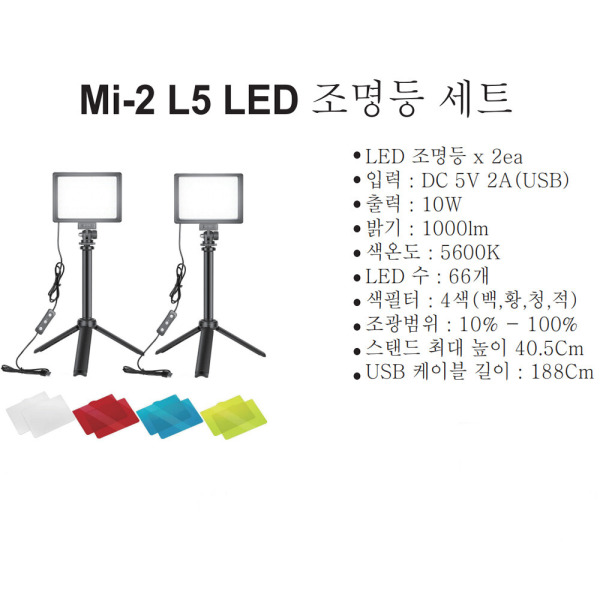 Mi-2 L5 LED 조명등 세트
• LED 조명등 x 2ea
• 입력 : DC 5V 2A(USB)
• 출력 : 10W
• 밝기 : 1000lm
• 색온도 : 5600K
• LED 수 : 66개
• 색필터 : 4색(백,황,청,적)
• 조광범위 : 10% - 100%
• 스탠드 최대 높이 40.5Cm
• USB 케이블 길이 : 188Cm